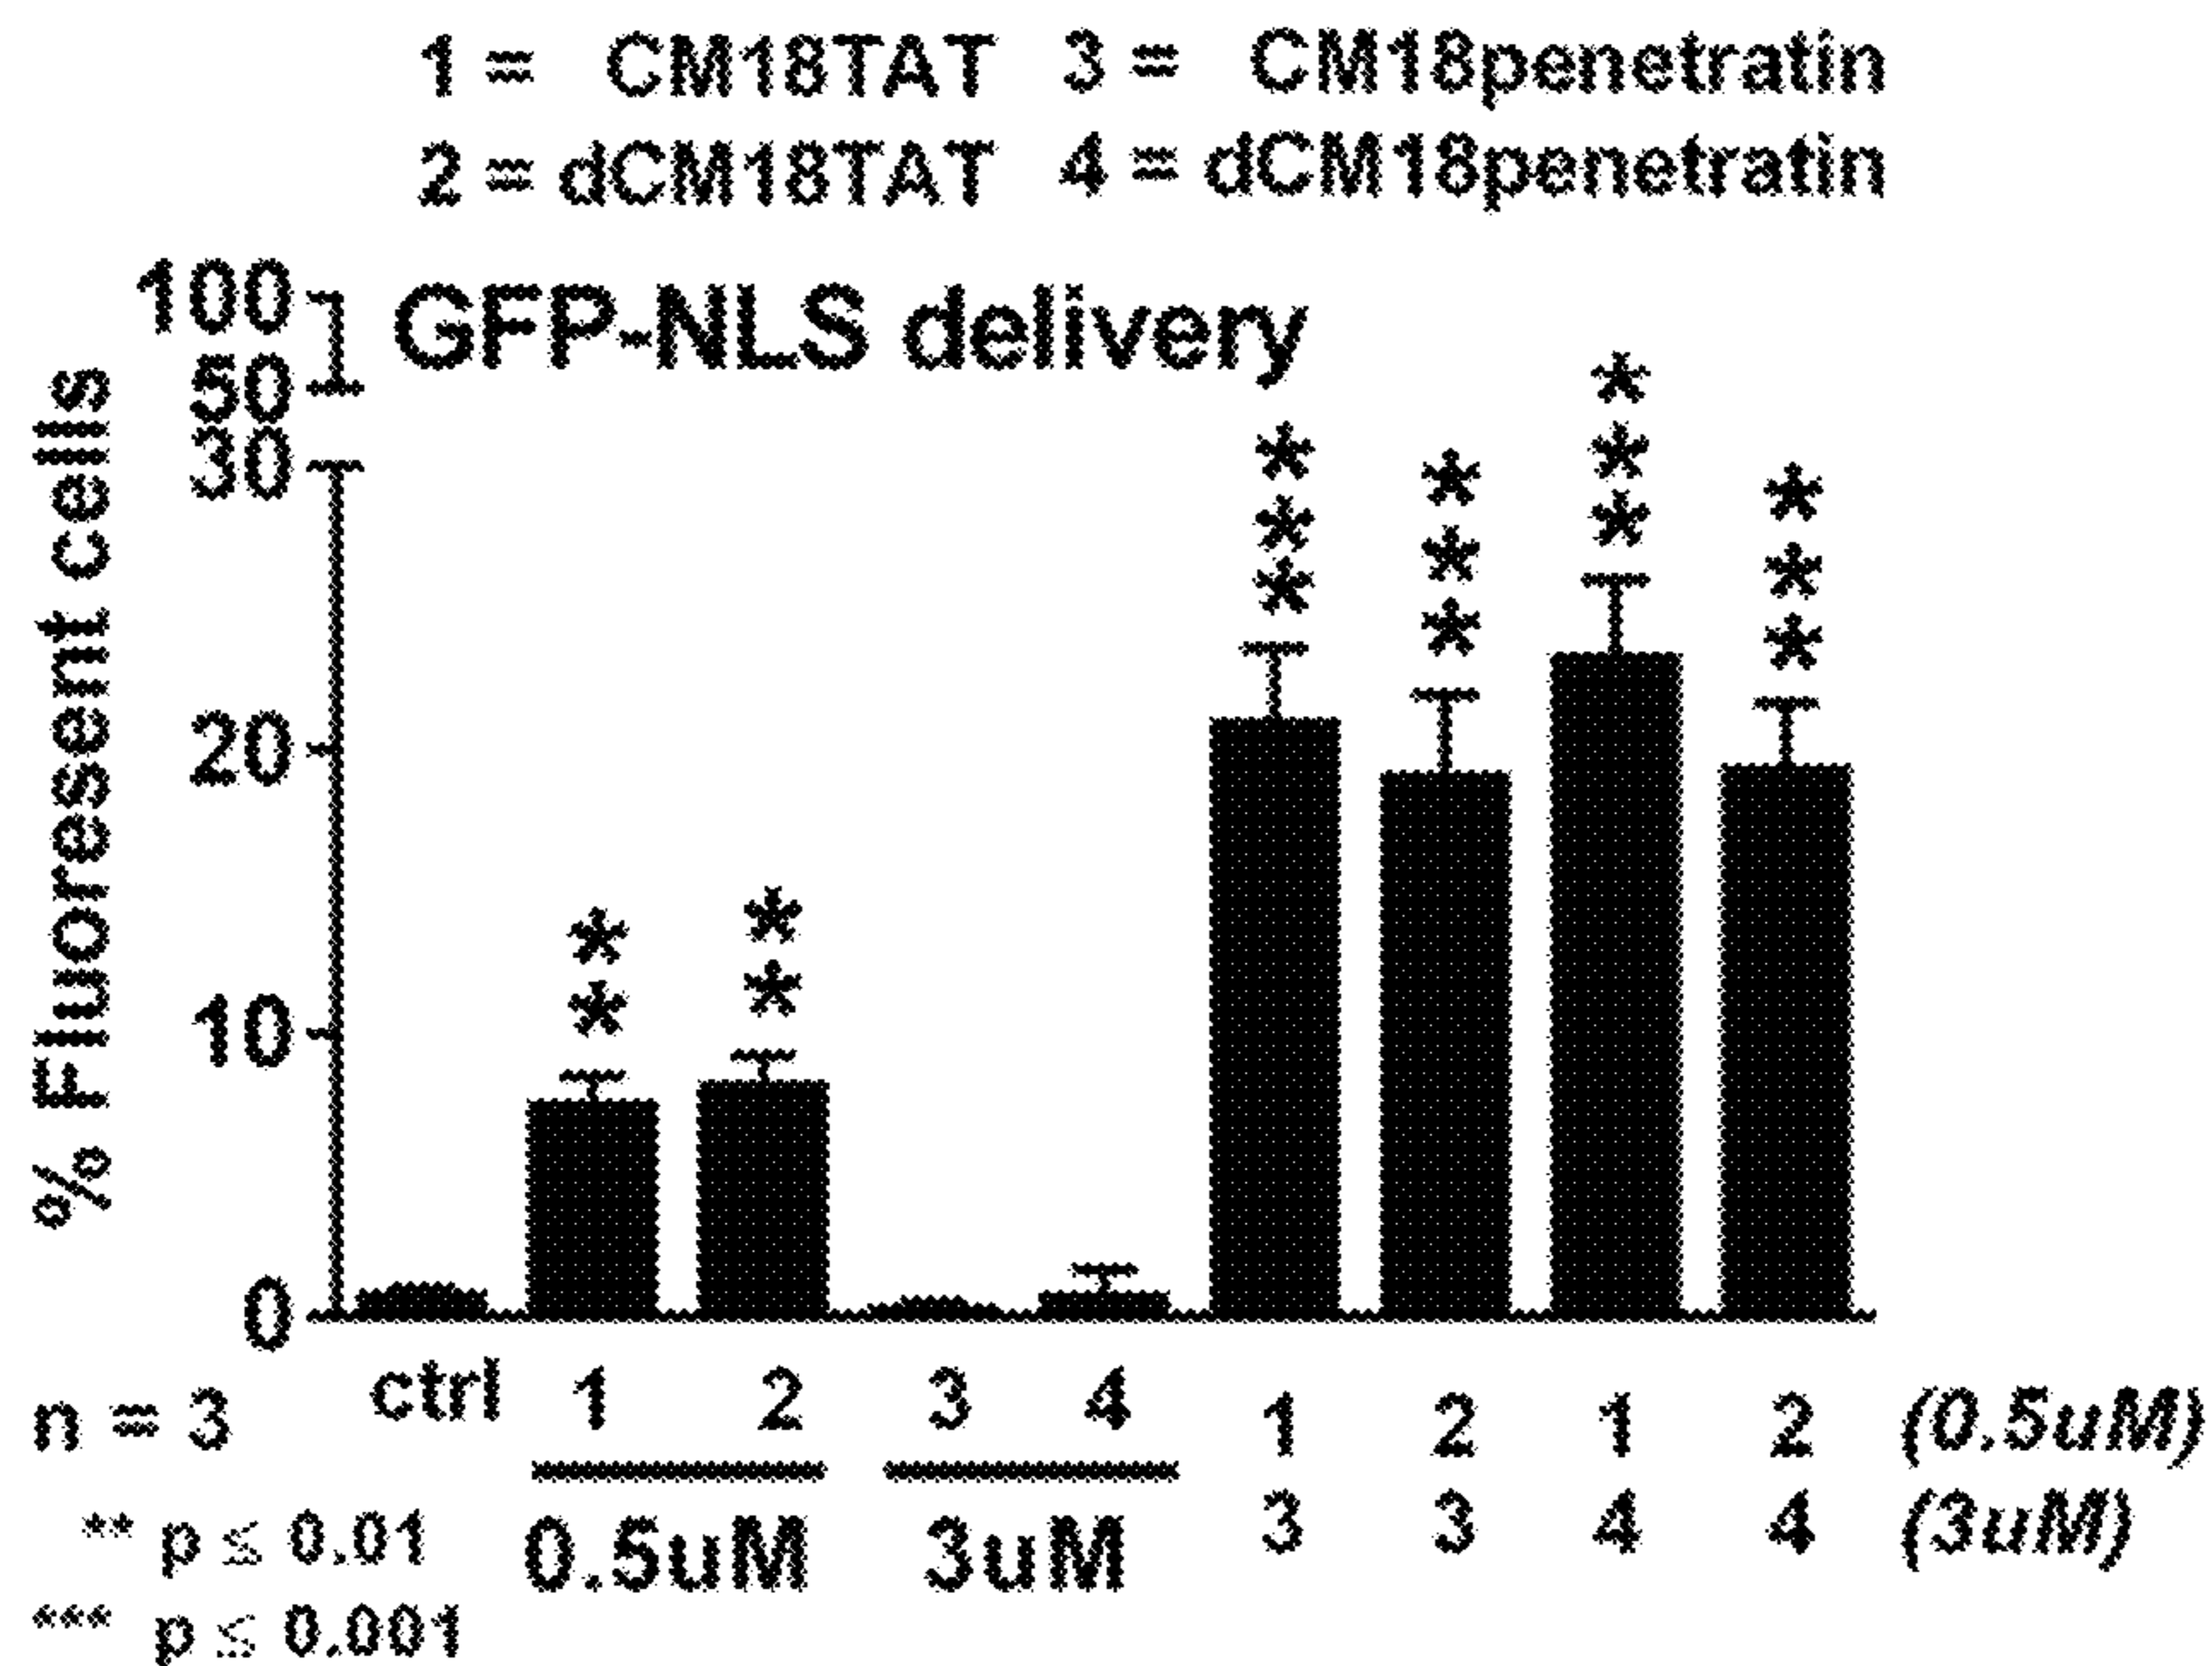 1 = CM18TAT 3 = CM18penetratin
2 = dCM18TAT 4 = dCM18penetratin
GFP-NLS delivery
% Fluorescent cells
100
50
30
20
10
0
* * * * * * * * * * * * * * * *
ctrl 1 2 3 4 1 2 1 2 (0.5uM)
3 3 4 4 (3uM)
0.5uM 3uM
n = 3
** p ≤ 0.01
*** p ≤ 0.001